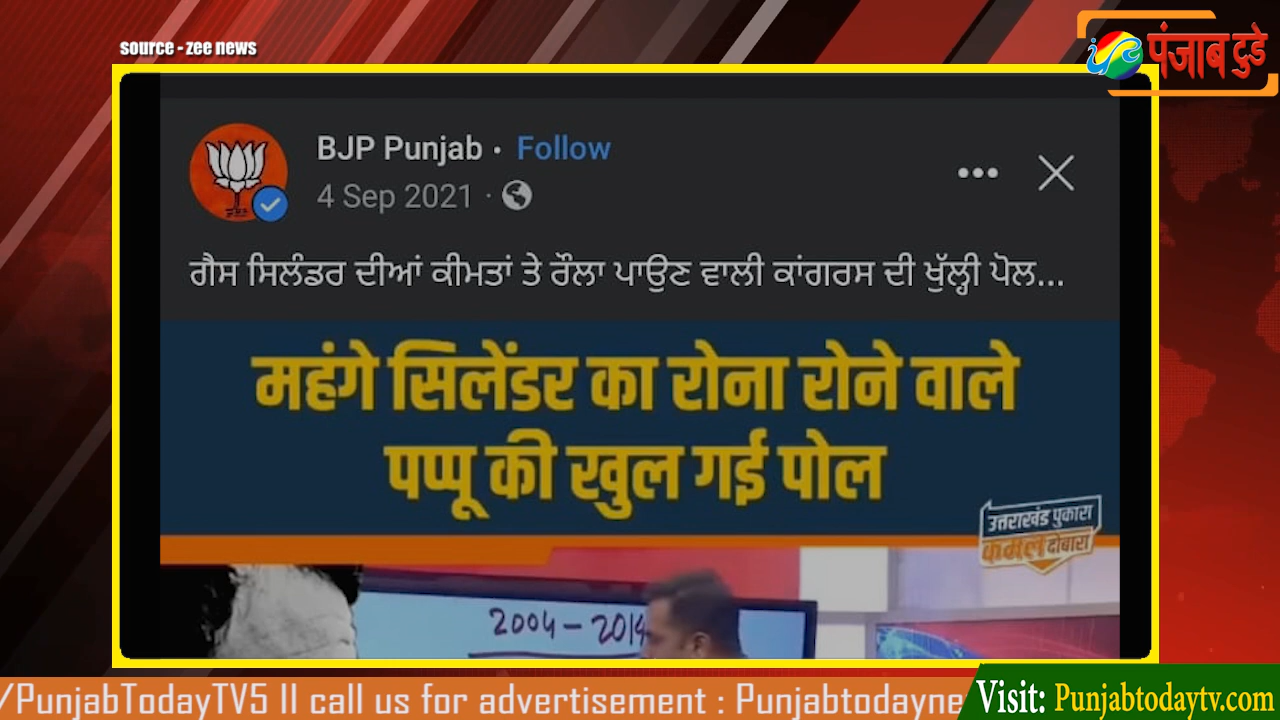 source - zee news
पंजाब टुडे
BJP Punjab · Follow
4 Sep 2021 ·
ਗੈਸ ਸਿਲੰਡਰ ਦੀਆਂ ਕੀਮਤਾਂ ਤੇ ਰੌਲਾ ਪਾਉਣ ਵਾਲੀ ਕਾਂਗਰਸ ਦੀ ਖੁੱਲ੍ਹੀ ਪੋਲ...
महंगे सिलेंडर का रोना रोने वाले
पप्पू की खुल गई पोल
उत्तराखंड पुकारा
कमल दोबारा
2004 - 2014
/PunjabTodayTV5 II call us for advertisement : Punjabtodayne
Visit: Punjabtodaytv.com